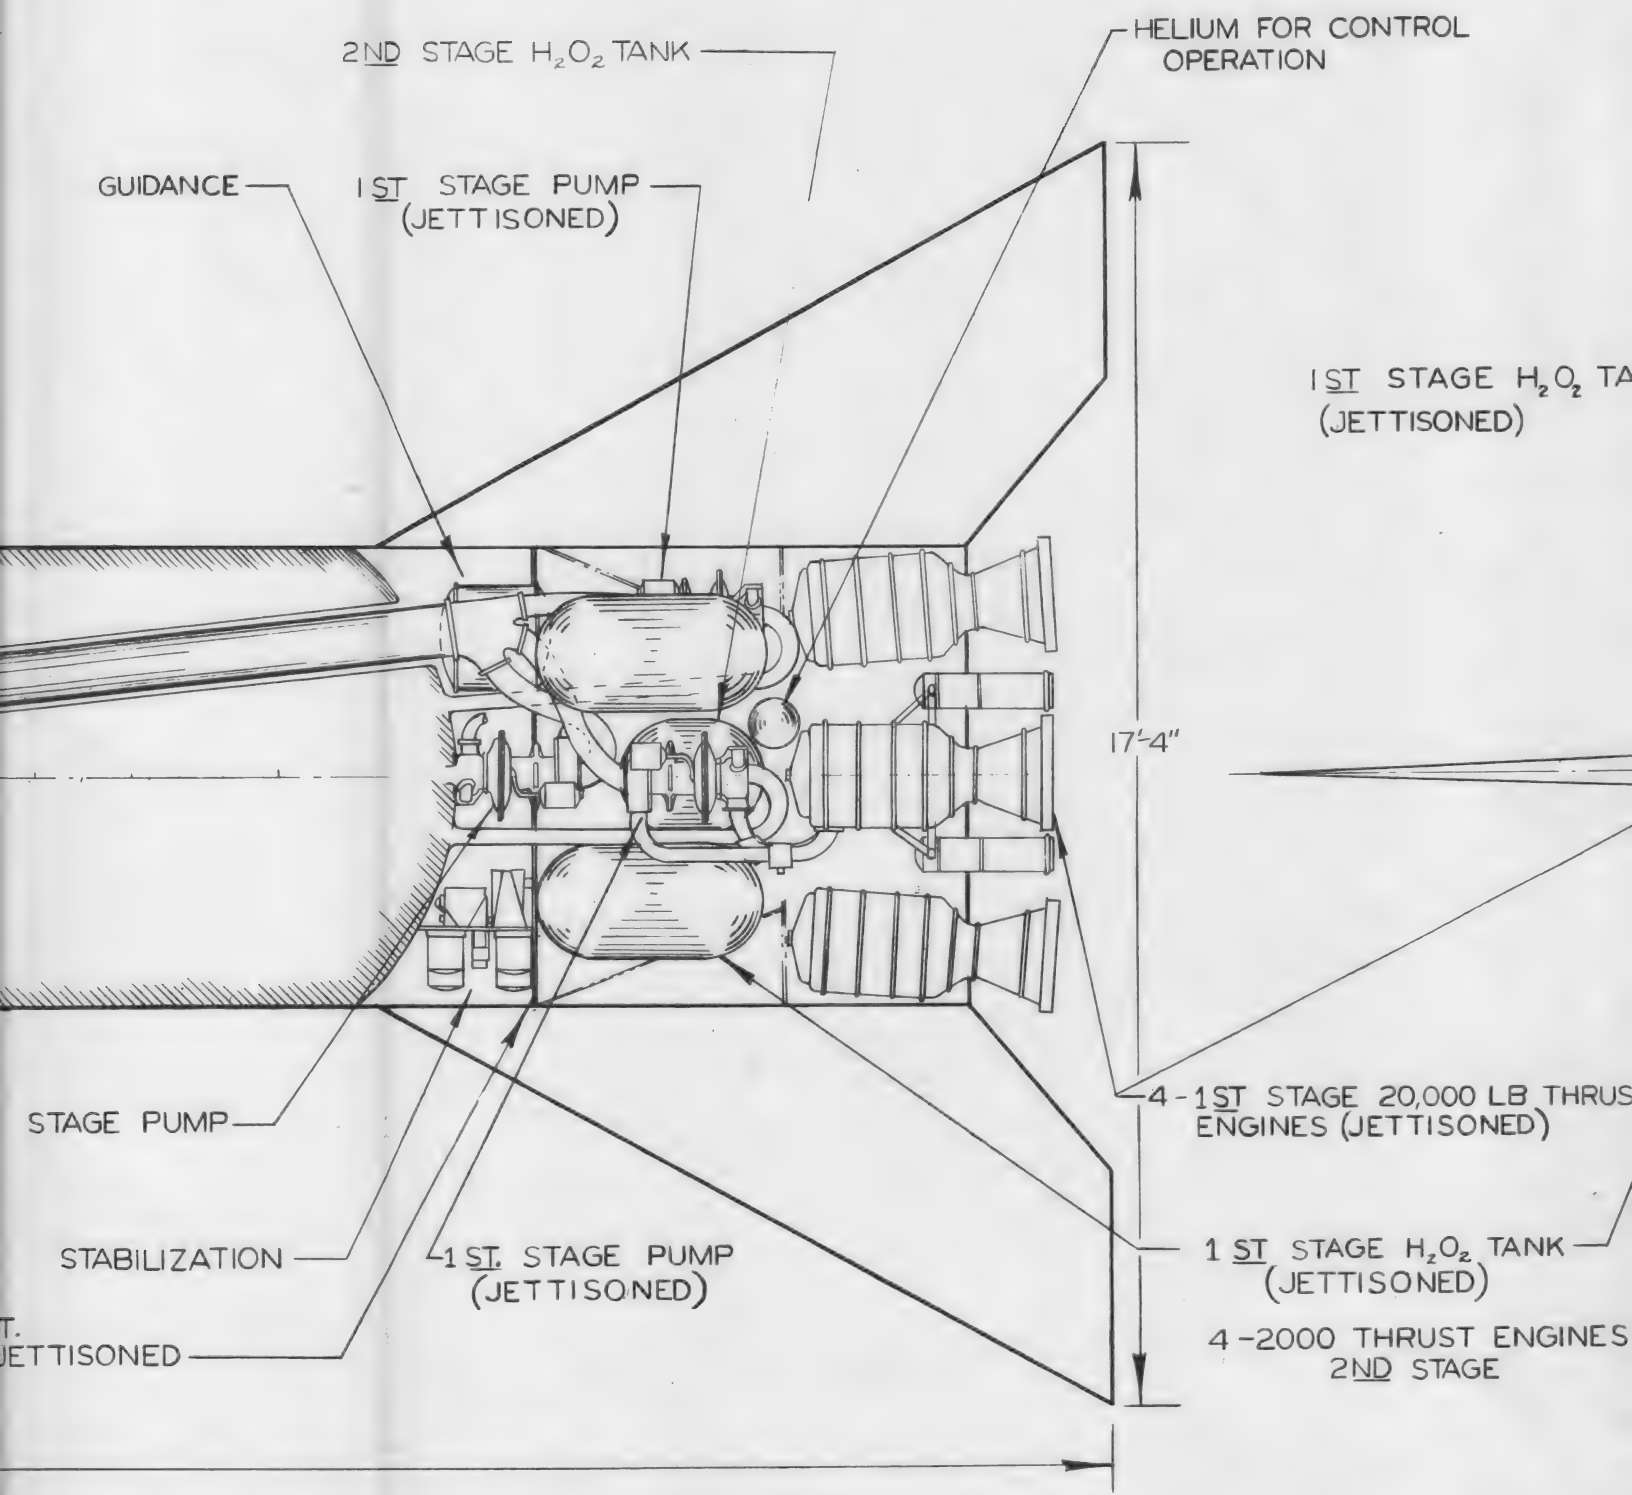 2ND STAGE H₂O₂ TANK
HELIUM FOR CONTROL
OPERATION
GUIDANCE
1ST STAGE PUMP
(JETTISONED)
1ST STAGE H₂O₂ TA
(JETTISONED)
17'-4"
STAGE PUMP
4-1ST STAGE 20,000 LB THRUS
ENGINES (JETTISONED)
STABILIZATION
1ST. STAGE PUMP
(JETTISONED)
1 ST STAGE H₂O₂ TANK
(JETTISONED)
T.
JETTISONED
4-2000 THRUST ENGINES
2ND STAGE